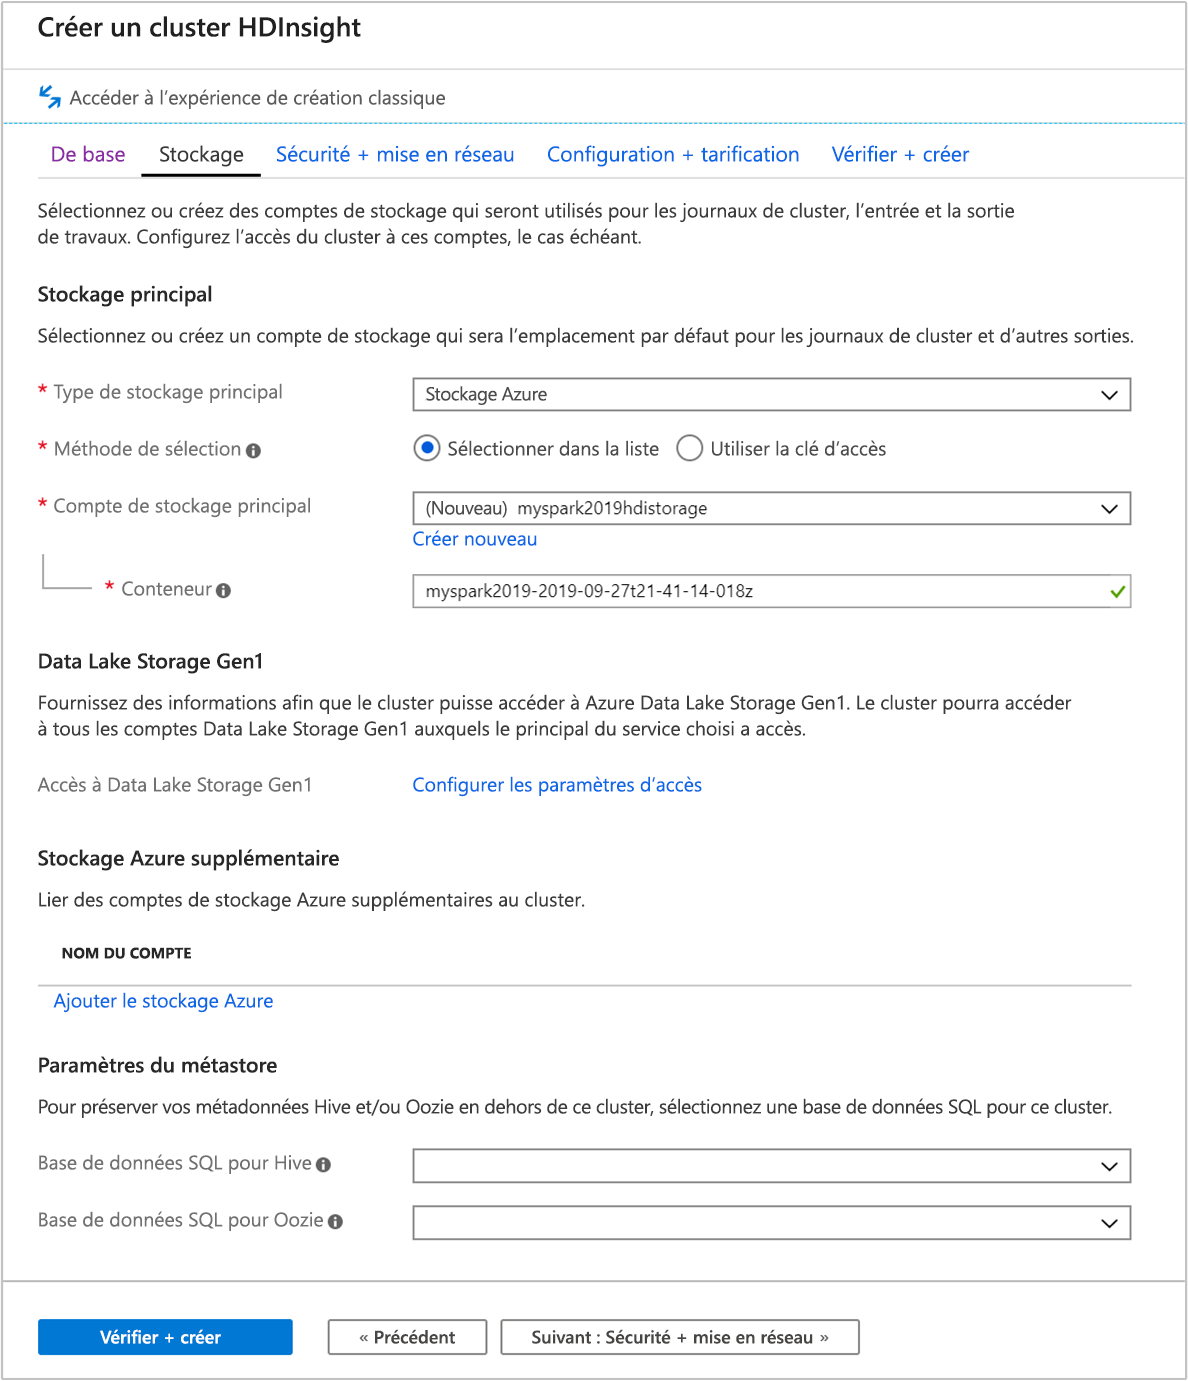 Créer un cluster HDInsight
Accéder à l’expérience de création classique
De base
Stockage
Sécurité + mise en réseau
Configuration + tarification
Vérifier + créer
Sélectionnez ou créez des comptes de stockage qui seront utilisés pour les journaux de cluster, l’entrée et la sortie
de travaux. Configurez l’accès du cluster à ces comptes, le cas échéant.
Stockage principal
Sélectionnez ou créez un compte de stockage qui sera l’emplacement par défaut pour les journaux de cluster et d’autres sorties.
* Type de stockage principal
Stockage Azure
* Méthode de sélection
Sélectionner dans la liste
Utiliser la clé d’accès
* Compte de stockage principal
(Nouveau) myspark2019hdistorage
Créer nouveau
* Conteneur
myspark2019-2019-09-27t21-41-14-018z
Data Lake Storage Gen1
Fournissez des informations afin que le cluster puisse accéder à Azure Data Lake Storage Gen1. Le cluster pourra accéder
à tous les comptes Data Lake Storage Gen1 auxquels le principal du service choisi a accès.
Accès à Data Lake Storage Gen1
Configurer les paramètres d’accès
Stockage Azure supplémentaire
Lier des comptes de stockage Azure supplémentaires au cluster.
NOM DU COMPTE
Ajouter le stockage Azure
Paramètres du métastore
Pour préserver vos métadonnées Hive et/ou Oozie en dehors de ce cluster, sélectionnez une base de données SQL pour ce cluster.
Base de données SQL pour Hive
Base de données SQL pour Oozie
Vérifier + créer
« Précédent
Suivant : Sécurité + mise en réseau »